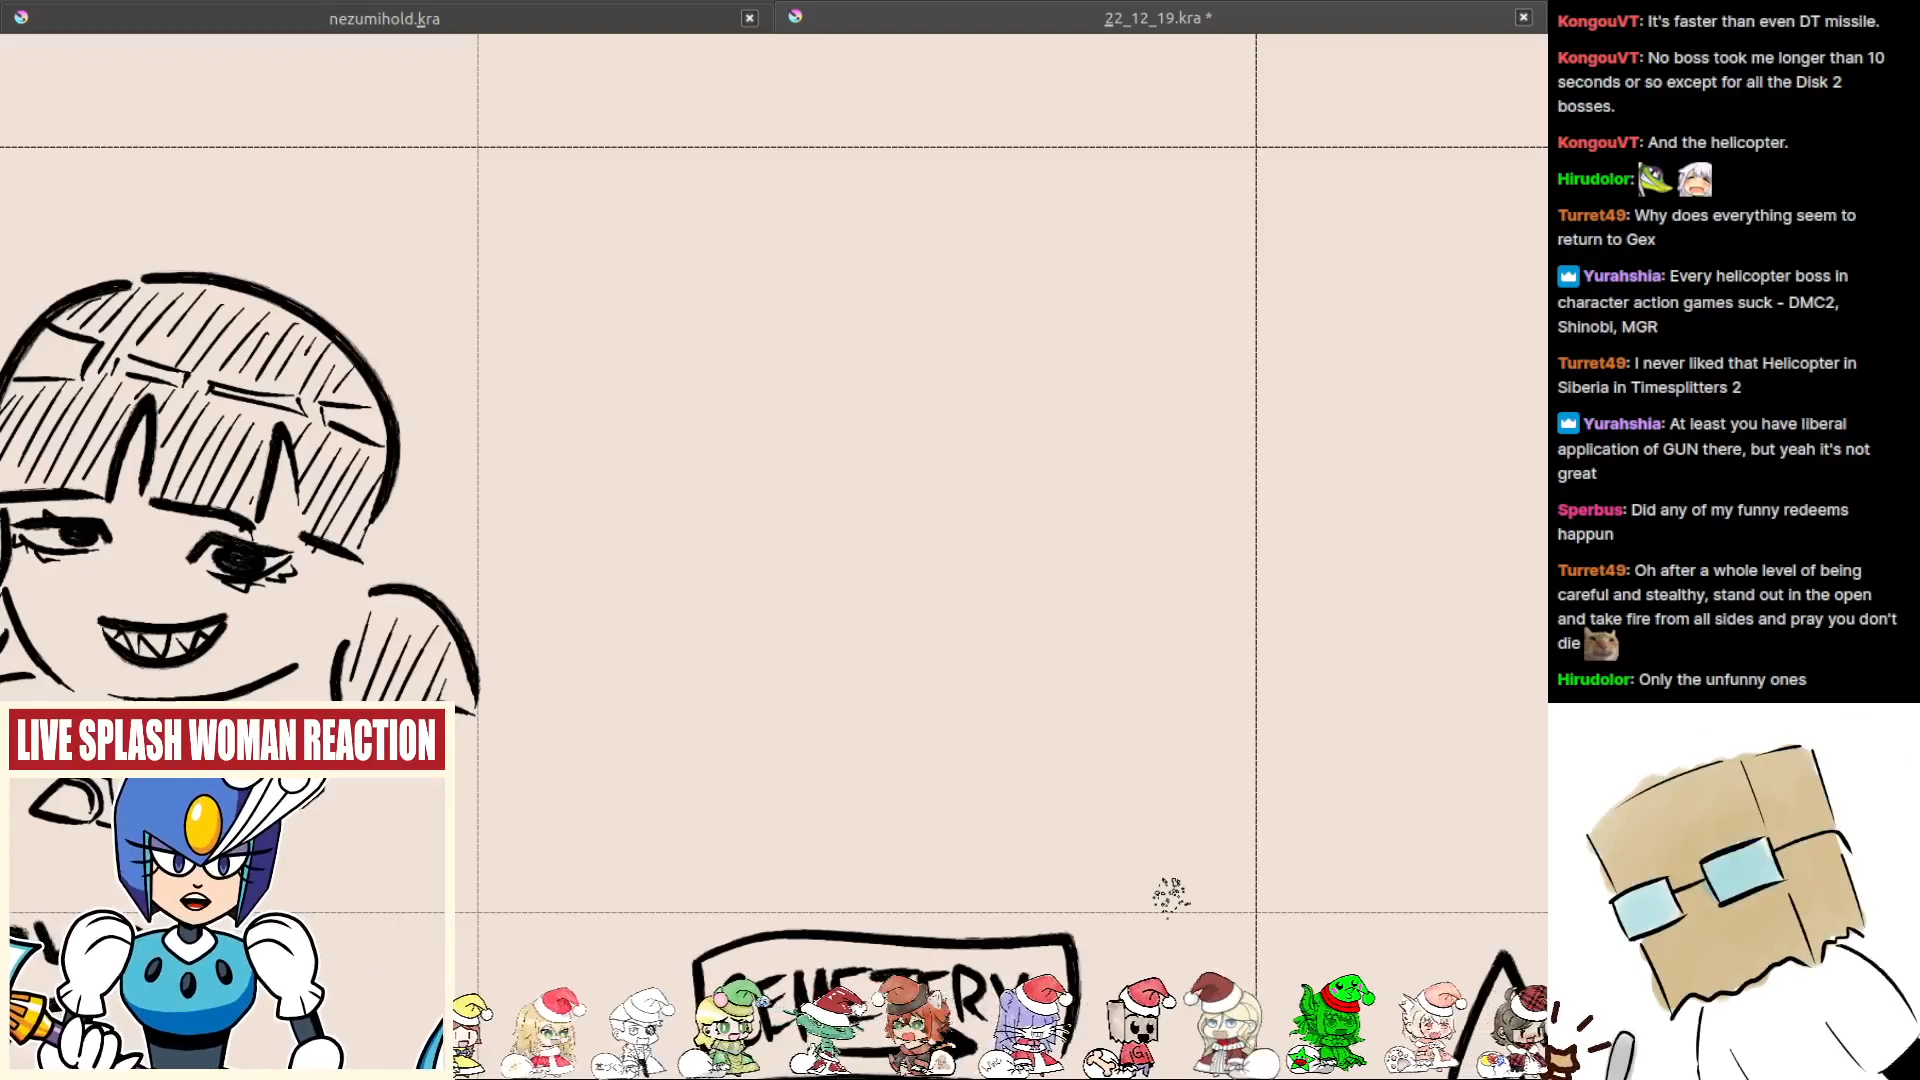 nezumihold.kra
22_12_19.kra *
KongouVT: It's faster than even DT missile.
KongouVT: No boss took me longer than 10
seconds or so except for all the Disk 2
bosses.
KongouVT: And the helicopter.
Hirudolor:
Turret49: Why does everything seem to
return to Gex
Yurahshia: Every helicopter boss in
character action games suck - DMC2,
Shinobi, MGR
Turret49: I never liked that Helicopter in
Siberia in Timesplitters 2
Yurahshia: At least you have liberal
application of GUN there, but yeah it's not
great
Sperbus: Did any of my funny redeems
happun
Turret49: Oh after a whole level of being
careful and stealthy, stand out in the open
and take fire from all sides and pray you don't
die
Hirudolor: Only the unfunny ones
LIVE SPLASH WOMAN REACTION
CEMETERY